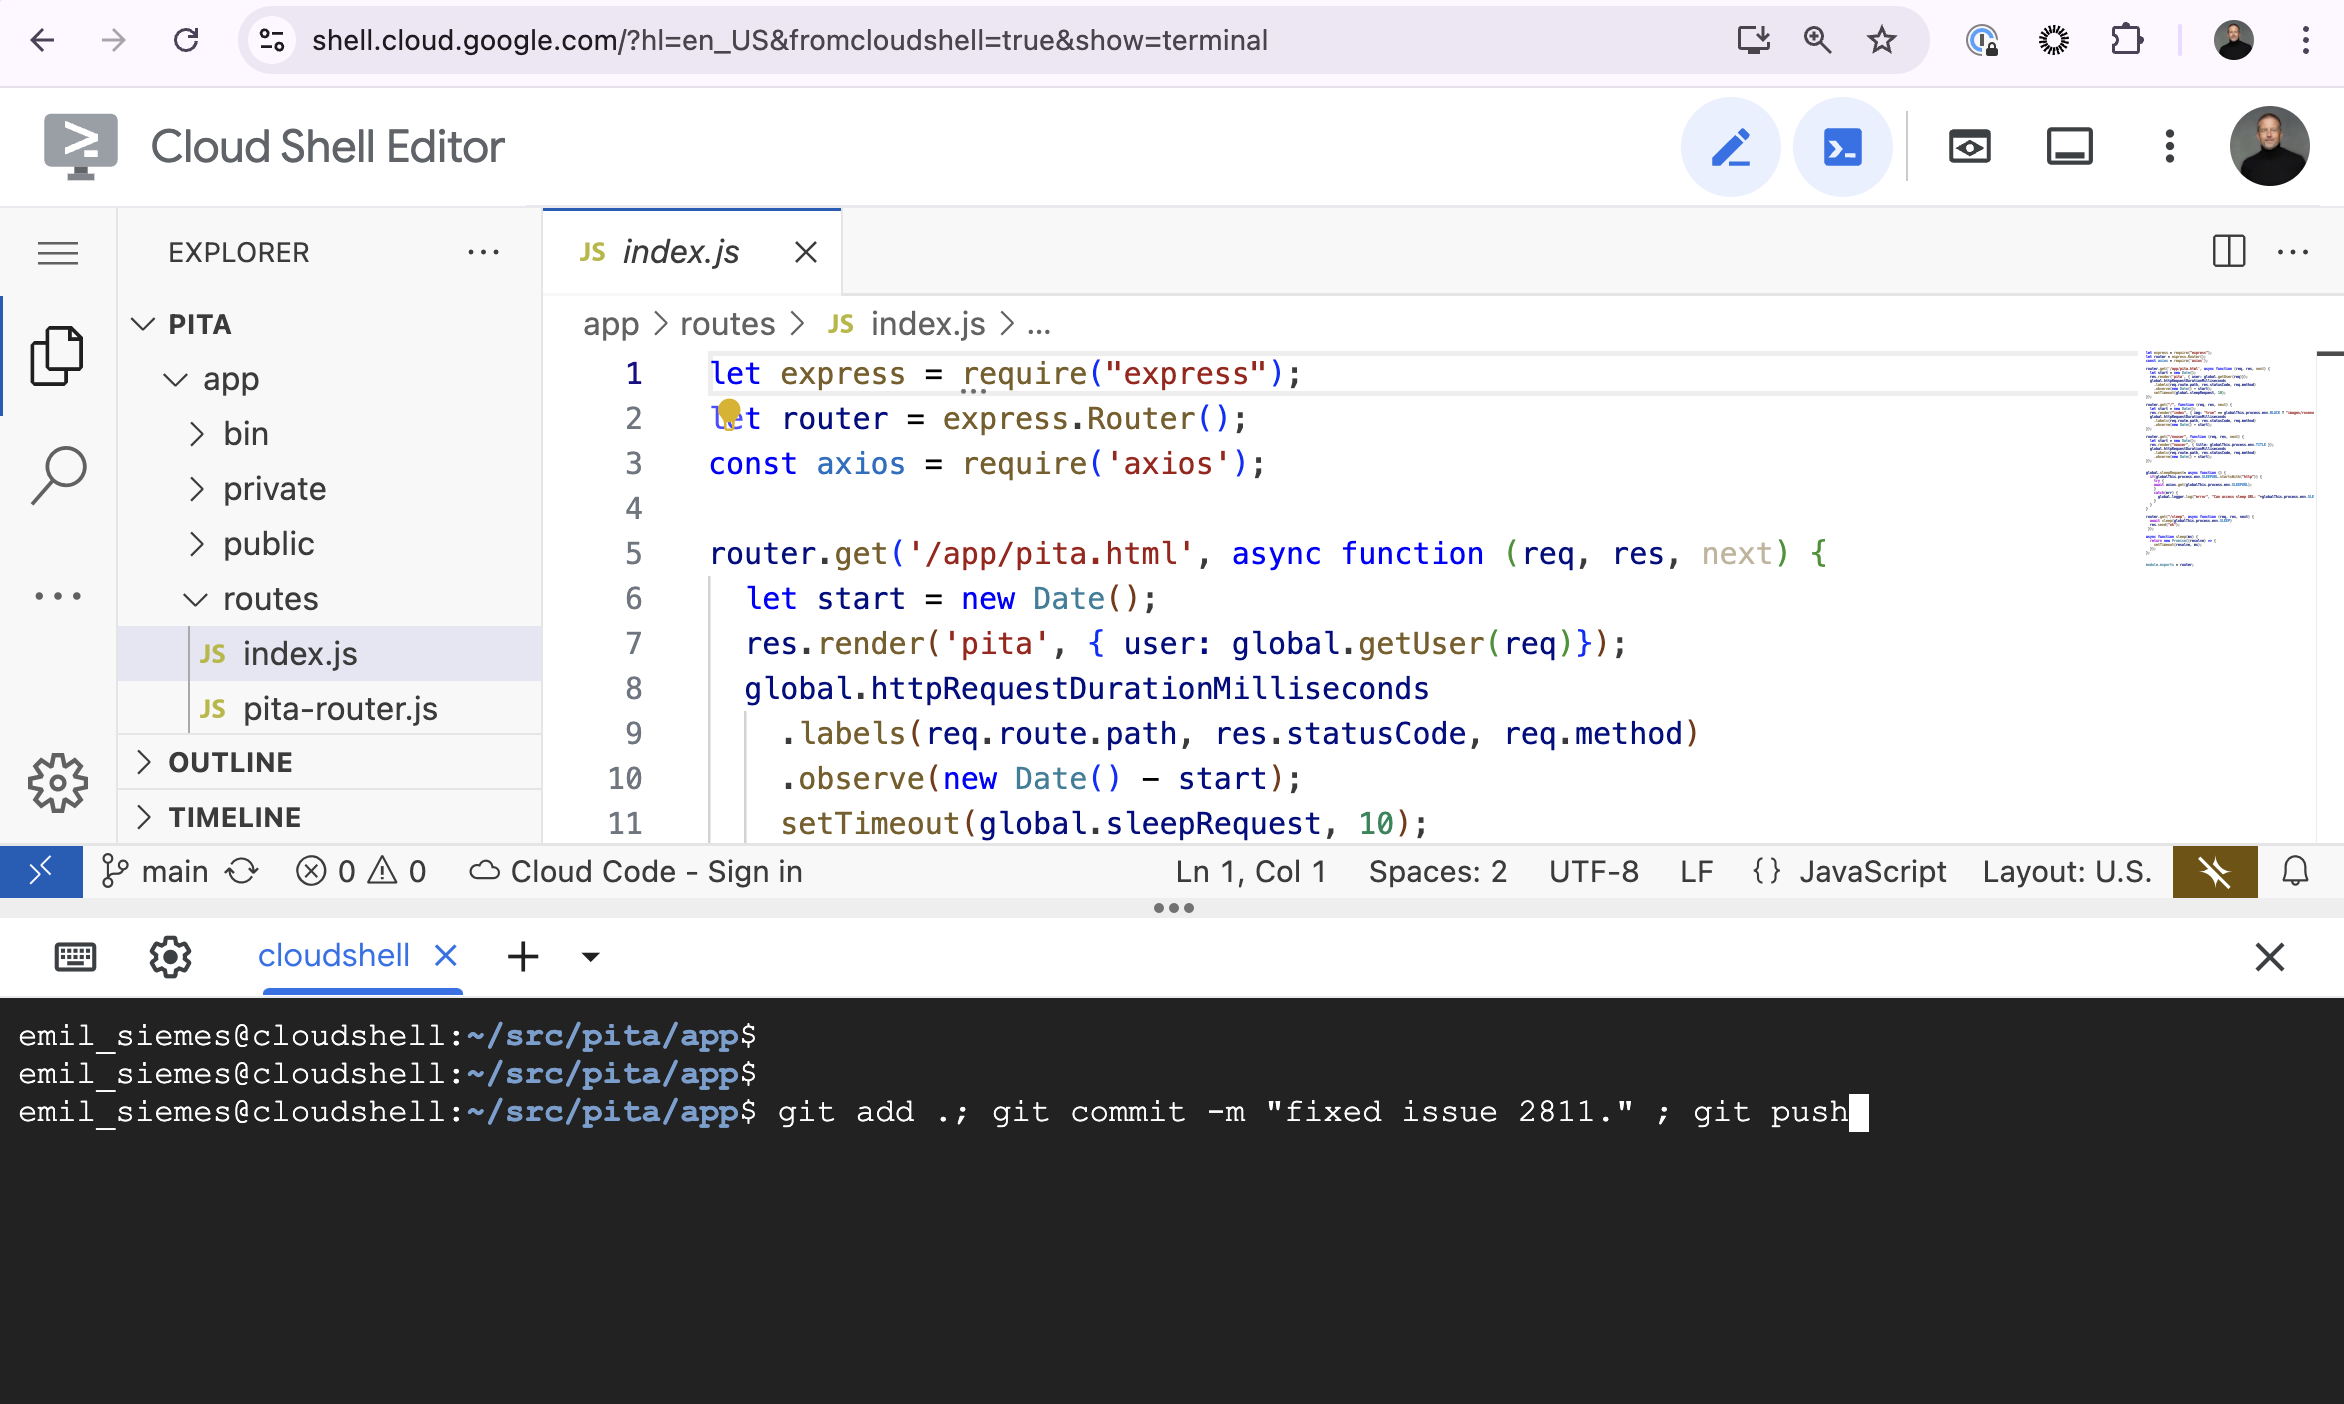 shell.cloud.google.com/?hl=en_US&fromcloudshell=true&show=terminal
Cloud Shell Editor
EXPLORER
PITA
app
bin
private
public
routes
JS index.js
JS pita-router.js
OUTLINE
TIMELINE
JS index.js
app > routes > JS index.js > ...
1 let express = require("express");
2 let router = express.Router();
3 const axios = require('axios');
4
5 router.get('/app/pita.html', async function (req, res, next) {
6 let start = new Date();
7 res.render('pita', { user: global.getUser(req)});
8 global.httpRequestDurationMilliseconds
9 .labels(req.route.path, res.statusCode, req.method)
10 .observe(new Date() - start);
11 setTimeout(global.sleepRequest, 10);
main 0 0 Cloud Code - Sign in Ln 1, Col 1 Spaces: 2 UTF-8 LF {} JavaScript Layout: U.S.
cloudshell
emil_siemes@cloudshell:~/src/pita/app$
emil_siemes@cloudshell:~/src/pita/app$
emil_siemes@cloudshell:~/src/pita/app$ git add .; git commit -m "fixed issue 2811." ; git push